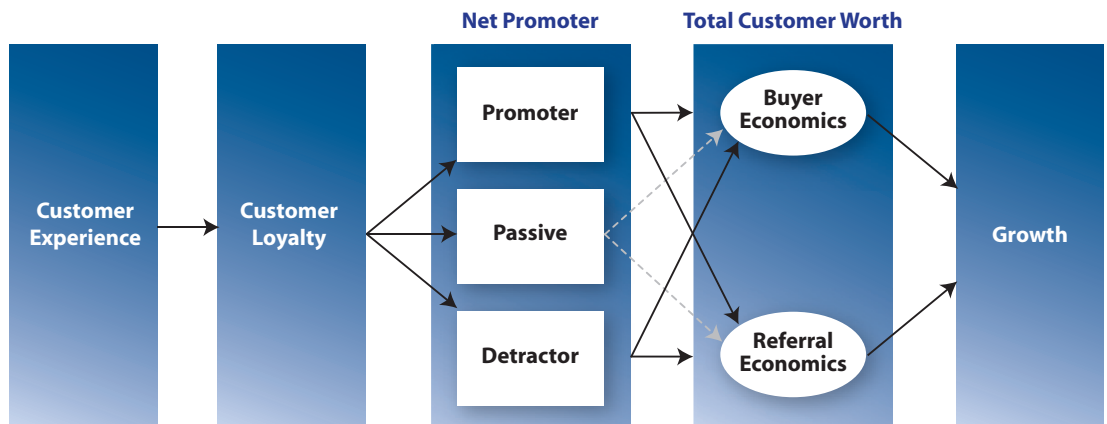 Net Promoter
Total Customer Worth
Customer
Experience
Customer
Loyalty
Promoter
Passive
Detractor
Buyer
Economics
Referral
Economics
Growth